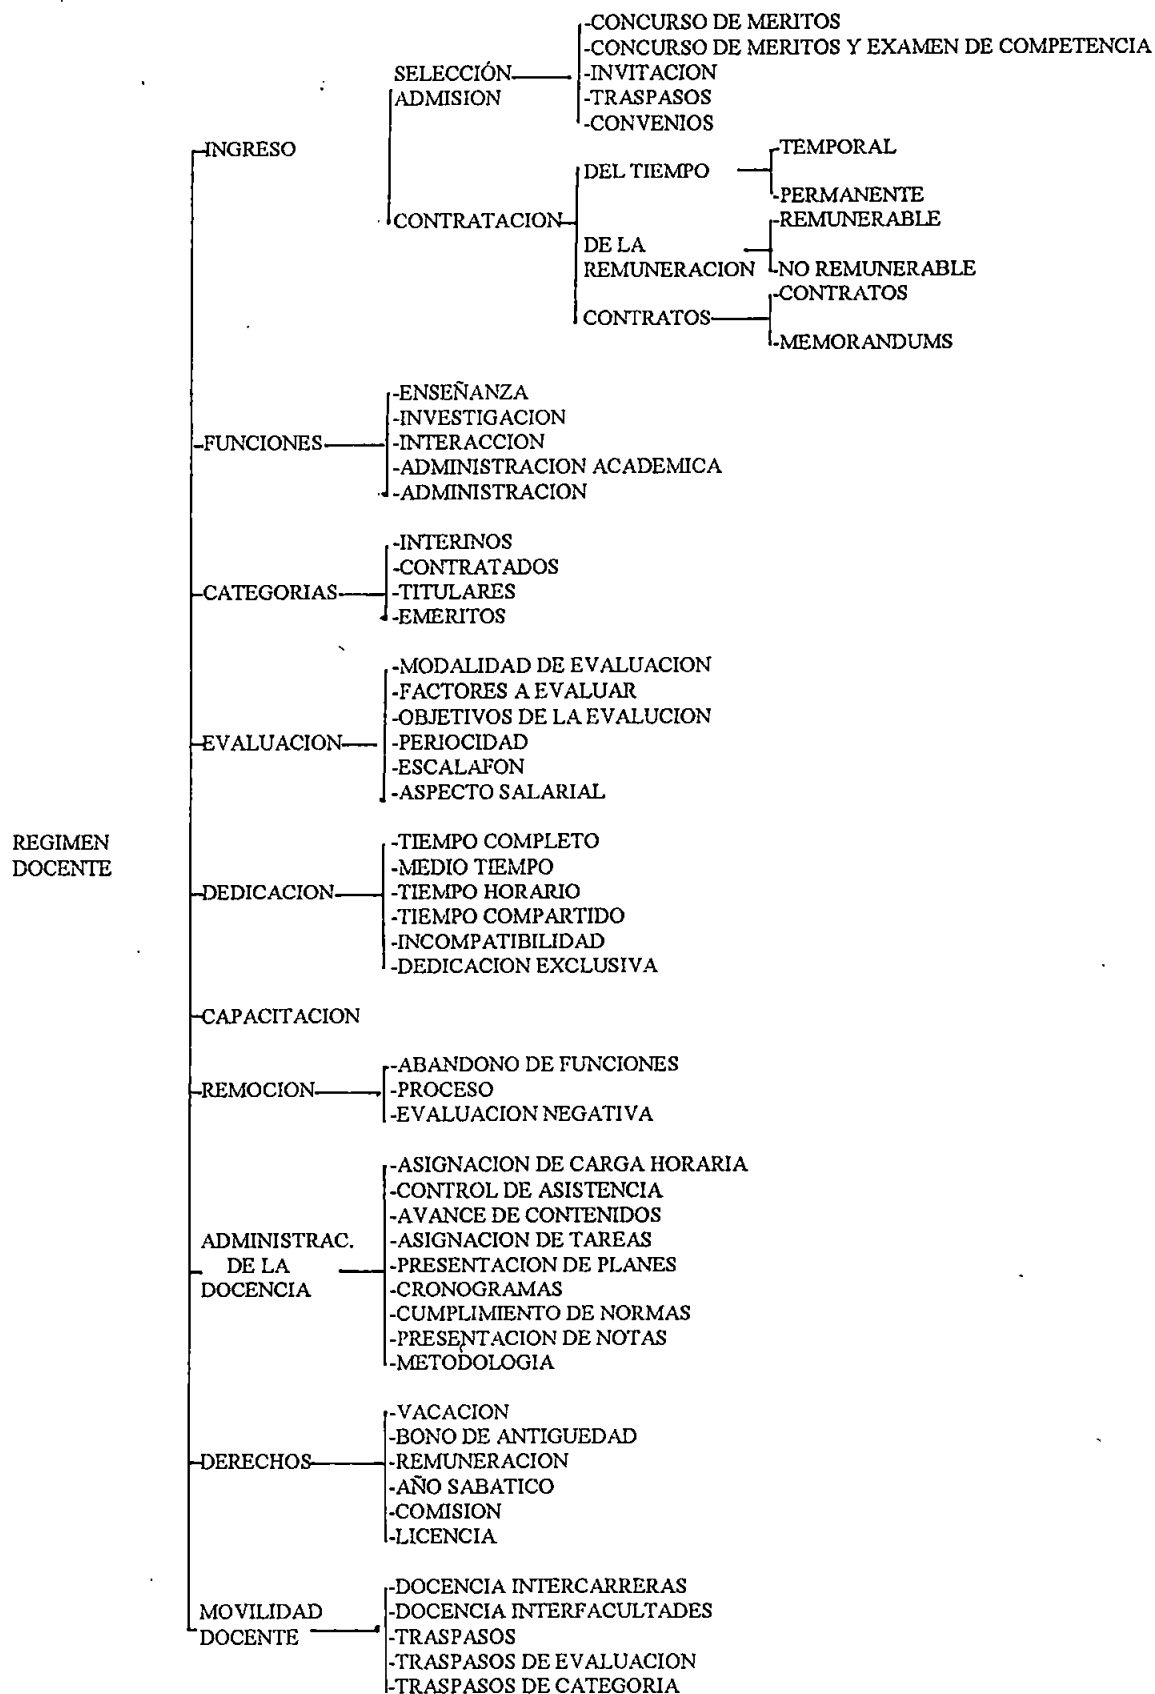 -CONCURSO DE MERITOS
-CONCURSO DE MERITOS Y EXAMEN DE COMPETENCIA
SELECCIÓN
ADMISION
-INVITACION
-TRASPASOS
-CONVENIOS
-INGRESO
-TEMPORAL
DEL TIEMPO
-PERMANENTE
CONTRATACION
-REMUNERABLE
DE LA
REMUNERACION
-NO REMUNERABLE
-CONTRATOS
CONTRATOS
-MEMORANDUMS
-ENSEÑANZA
-INVESTIGACION
-FUNCIONES
-INTERACCION
-ADMINISTRACION ACADEMICA
-ADMINISTRACION
-INTERINOS
-CONTRATADOS
-CATEGORIAS
-TITULARES
-EMERITOS
-MODALIDAD DE EVALUACION
-FACTORES A EVALUAR
-OBJETIVOS DE LA EVALUCION
-EVALUACION
-PERIOCIDAD
-ESCALAFON
-ASPECTO SALARIAL
REGIMEN
DOCENTE
-TIEMPO COMPLETO
-MEDIO TIEMPO
-DEDICACION
-TIEMPO HORARIO
-TIEMPO COMPARTIDO
-INCOMPATIBILIDAD
-DEDICACION EXCLUSIVA
-CAPACITACION
-ABANDONO DE FUNCIONES
-REMOCION
-PROCESO
-EVALUACION NEGATIVA
-ASIGNACION DE CARGA HORARIA
-CONTROL DE ASISTENCIA
-AVANCE DE CONTENIDOS
ADMINISTRAC.
DE LA
DOCENCIA
-ASIGNACION DE TAREAS
-PRESENTACION DE PLANES
-CRONOGRAMAS
-CUMPLIMIENTO DE NORMAS
-PRESENTACION DE NOTAS
-METODOLOGIA
-VACACION
-BONO DE ANTIGUEDAD
-DERECHOS
-REMUNERACION
-AÑO SABATICO
-COMISION
-LICENCIA
-DOCENCIA INTERCARRERAS
MOVILIDAD
DOCENTE
-DOCENCIA INTERFACULTADES
-TRASPASOS
-TRASPASOS DE EVALUACION
-TRASPASOS DE CATEGORIA